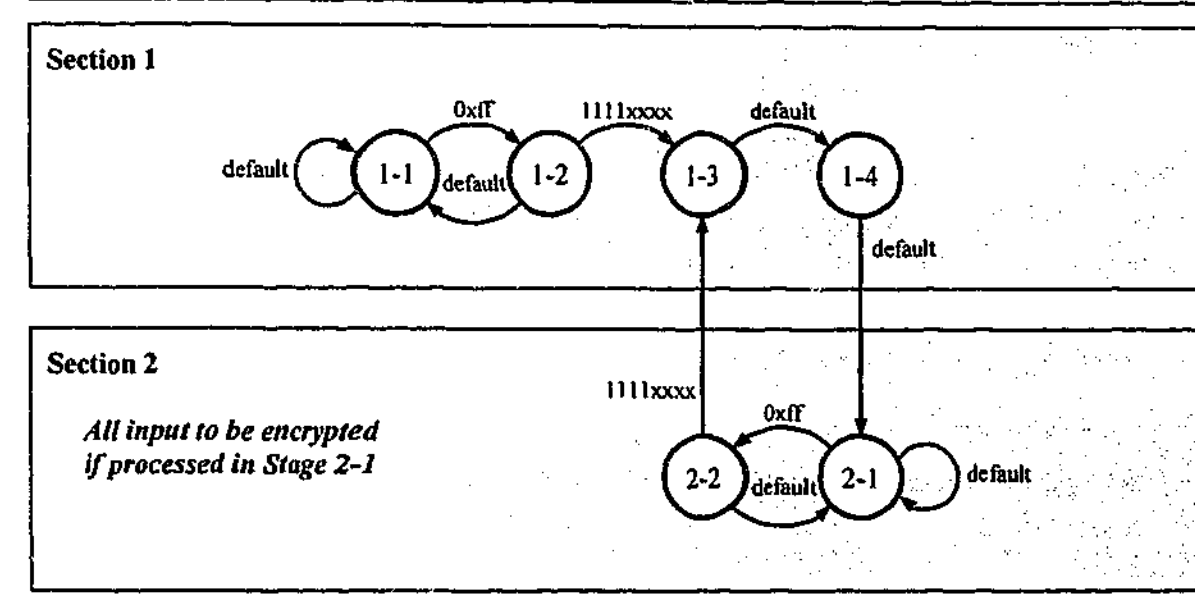 Section 1
0xff
1111xxxx
default
default
1-1
default
1-2
1-3
1-4
default
Section 2
1111xxxx
All input to be encrypted
if processed in Stage 2-1
0xff
2-2
default
2-1
default